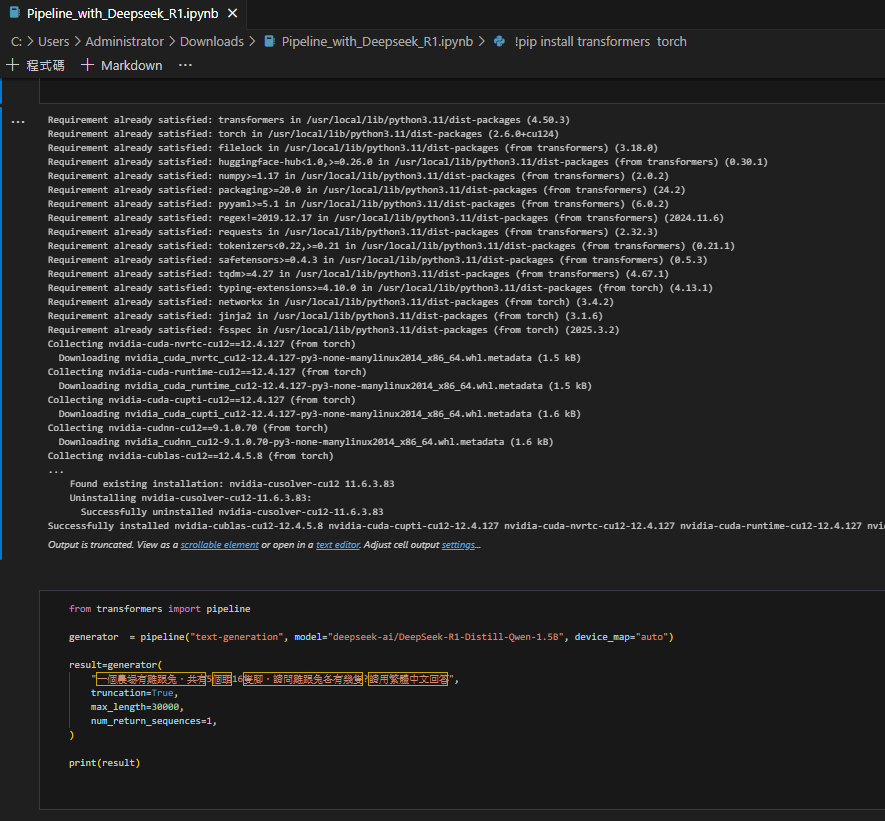 Pipeline_with_Deepseek_R1.ipynb
C: > Users > Administrator > Downloads > Pipeline_with_Deepseek_R1.ipynb > !pip install transformers torch
+ 程式碼 + Markdown ...
...
Requirement already satisfied: transformers in /usr/local/lib/python3.11/dist-packages (4.50.3)
Requirement already satisfied: torch in /usr/local/lib/python3.11/dist-packages (2.6.0+cu124)
Requirement already satisfied: filelock in /usr/local/lib/python3.11/dist-packages (from transformers) (3.18.0)
Requirement already satisfied: huggingface-hub<1.0,>=0.26.0 in /usr/local/lib/python3.11/dist-packages (from transformers) (0.30.1)
Requirement already satisfied: numpy>=1.17 in /usr/local/lib/python3.11/dist-packages (from transformers) (2.0.2)
Requirement already satisfied: packaging>=20.0 in /usr/local/lib/python3.11/dist-packages (from transformers) (24.2)
Requirement already satisfied: pyyaml>=5.1 in /usr/local/lib/python3.11/dist-packages (from transformers) (6.0.2)
Requirement already satisfied: regex!=2019.12.17 in /usr/local/lib/python3.11/dist-packages (from transformers) (2024.11.6)
Requirement already satisfied: requests in /usr/local/lib/python3.11/dist-packages (from transformers) (2.32.3)
Requirement already satisfied: tokenizers<0.22,>=0.21 in /usr/local/lib/python3.11/dist-packages (from transformers) (0.21.1)
Requirement already satisfied: safetensors>=0.4.3 in /usr/local/lib/python3.11/dist-packages (from transformers) (0.5.3)
Requirement already satisfied: tqdm>=4.27 in /usr/local/lib/python3.11/dist-packages (from transformers) (4.67.1)
Requirement already satisfied: typing-extensions>=4.10.0 in /usr/local/lib/python3.11/dist-packages (from torch) (4.13.1)
Requirement already satisfied: networkx in /usr/local/lib/python3.11/dist-packages (from torch) (3.4.2)
Requirement already satisfied: jinja2 in /usr/local/lib/python3.11/dist-packages (from torch) (3.1.6)
Requirement already satisfied: fsspec in /usr/local/lib/python3.11/dist-packages (from torch) (2025.3.2)
Collecting nvidia-cuda-nvrtc-cu12==12.4.127 (from torch)
Downloading nvidia_cuda_nvrtc_cu12-12.4.127-py3-none-manylinux2014_x86_64.whl.metadata (1.5 kB)
Collecting nvidia-cuda-runtime-cu12==12.4.127 (from torch)
Downloading nvidia_cuda_runtime_cu12-12.4.127-py3-none-manylinux2014_x86_64.whl.metadata (1.5 kB)
Collecting nvidia-cuda-cupti-cu12==12.4.127 (from torch)
Downloading nvidia_cuda_cupti_cu12-12.4.127-py3-none-manylinux2014_x86_64.whl.metadata (1.6 kB)
Collecting nvidia-cudnn-cu12==9.1.0.70 (from torch)
Downloading nvidia_cudnn_cu12-9.1.0.70-py3-none-manylinux2014_x86_64.whl.metadata (1.6 kB)
Collecting nvidia-cublas-cu12==12.4.5.8 (from torch)
...
Found existing installation: nvidia-cusolver-cu12 11.6.3.83
Uninstalling nvidia-cusolver-cu12-11.6.3.83:
Successfully uninstalled nvidia-cusolver-cu12-11.6.3.83
Successfully installed nvidia-cublas-cu12-12.4.5.8 nvidia-cuda-cupti-cu12-12.4.127 nvidia-cuda-nvrtc-cu12-12.4.127 nvidia-cuda-runtime-cu12-12.4.127 nvi
Output is truncated. View as a scrollable element or open in a text editor. Adjust cell output settings...
from transformers import pipeline
generator = pipeline("text-generation", model="deepseek-ai/DeepSeek-R1-Distill-Qwen-1.5B", device_map="auto")
result=generator(
"一個農場有雞跟兔，共有5個頭16隻腳，請問雞跟兔各有幾隻?請用繁體中文回答",
truncation=True,
max_length=30000,
num_return_sequences=1,
)
print(result)